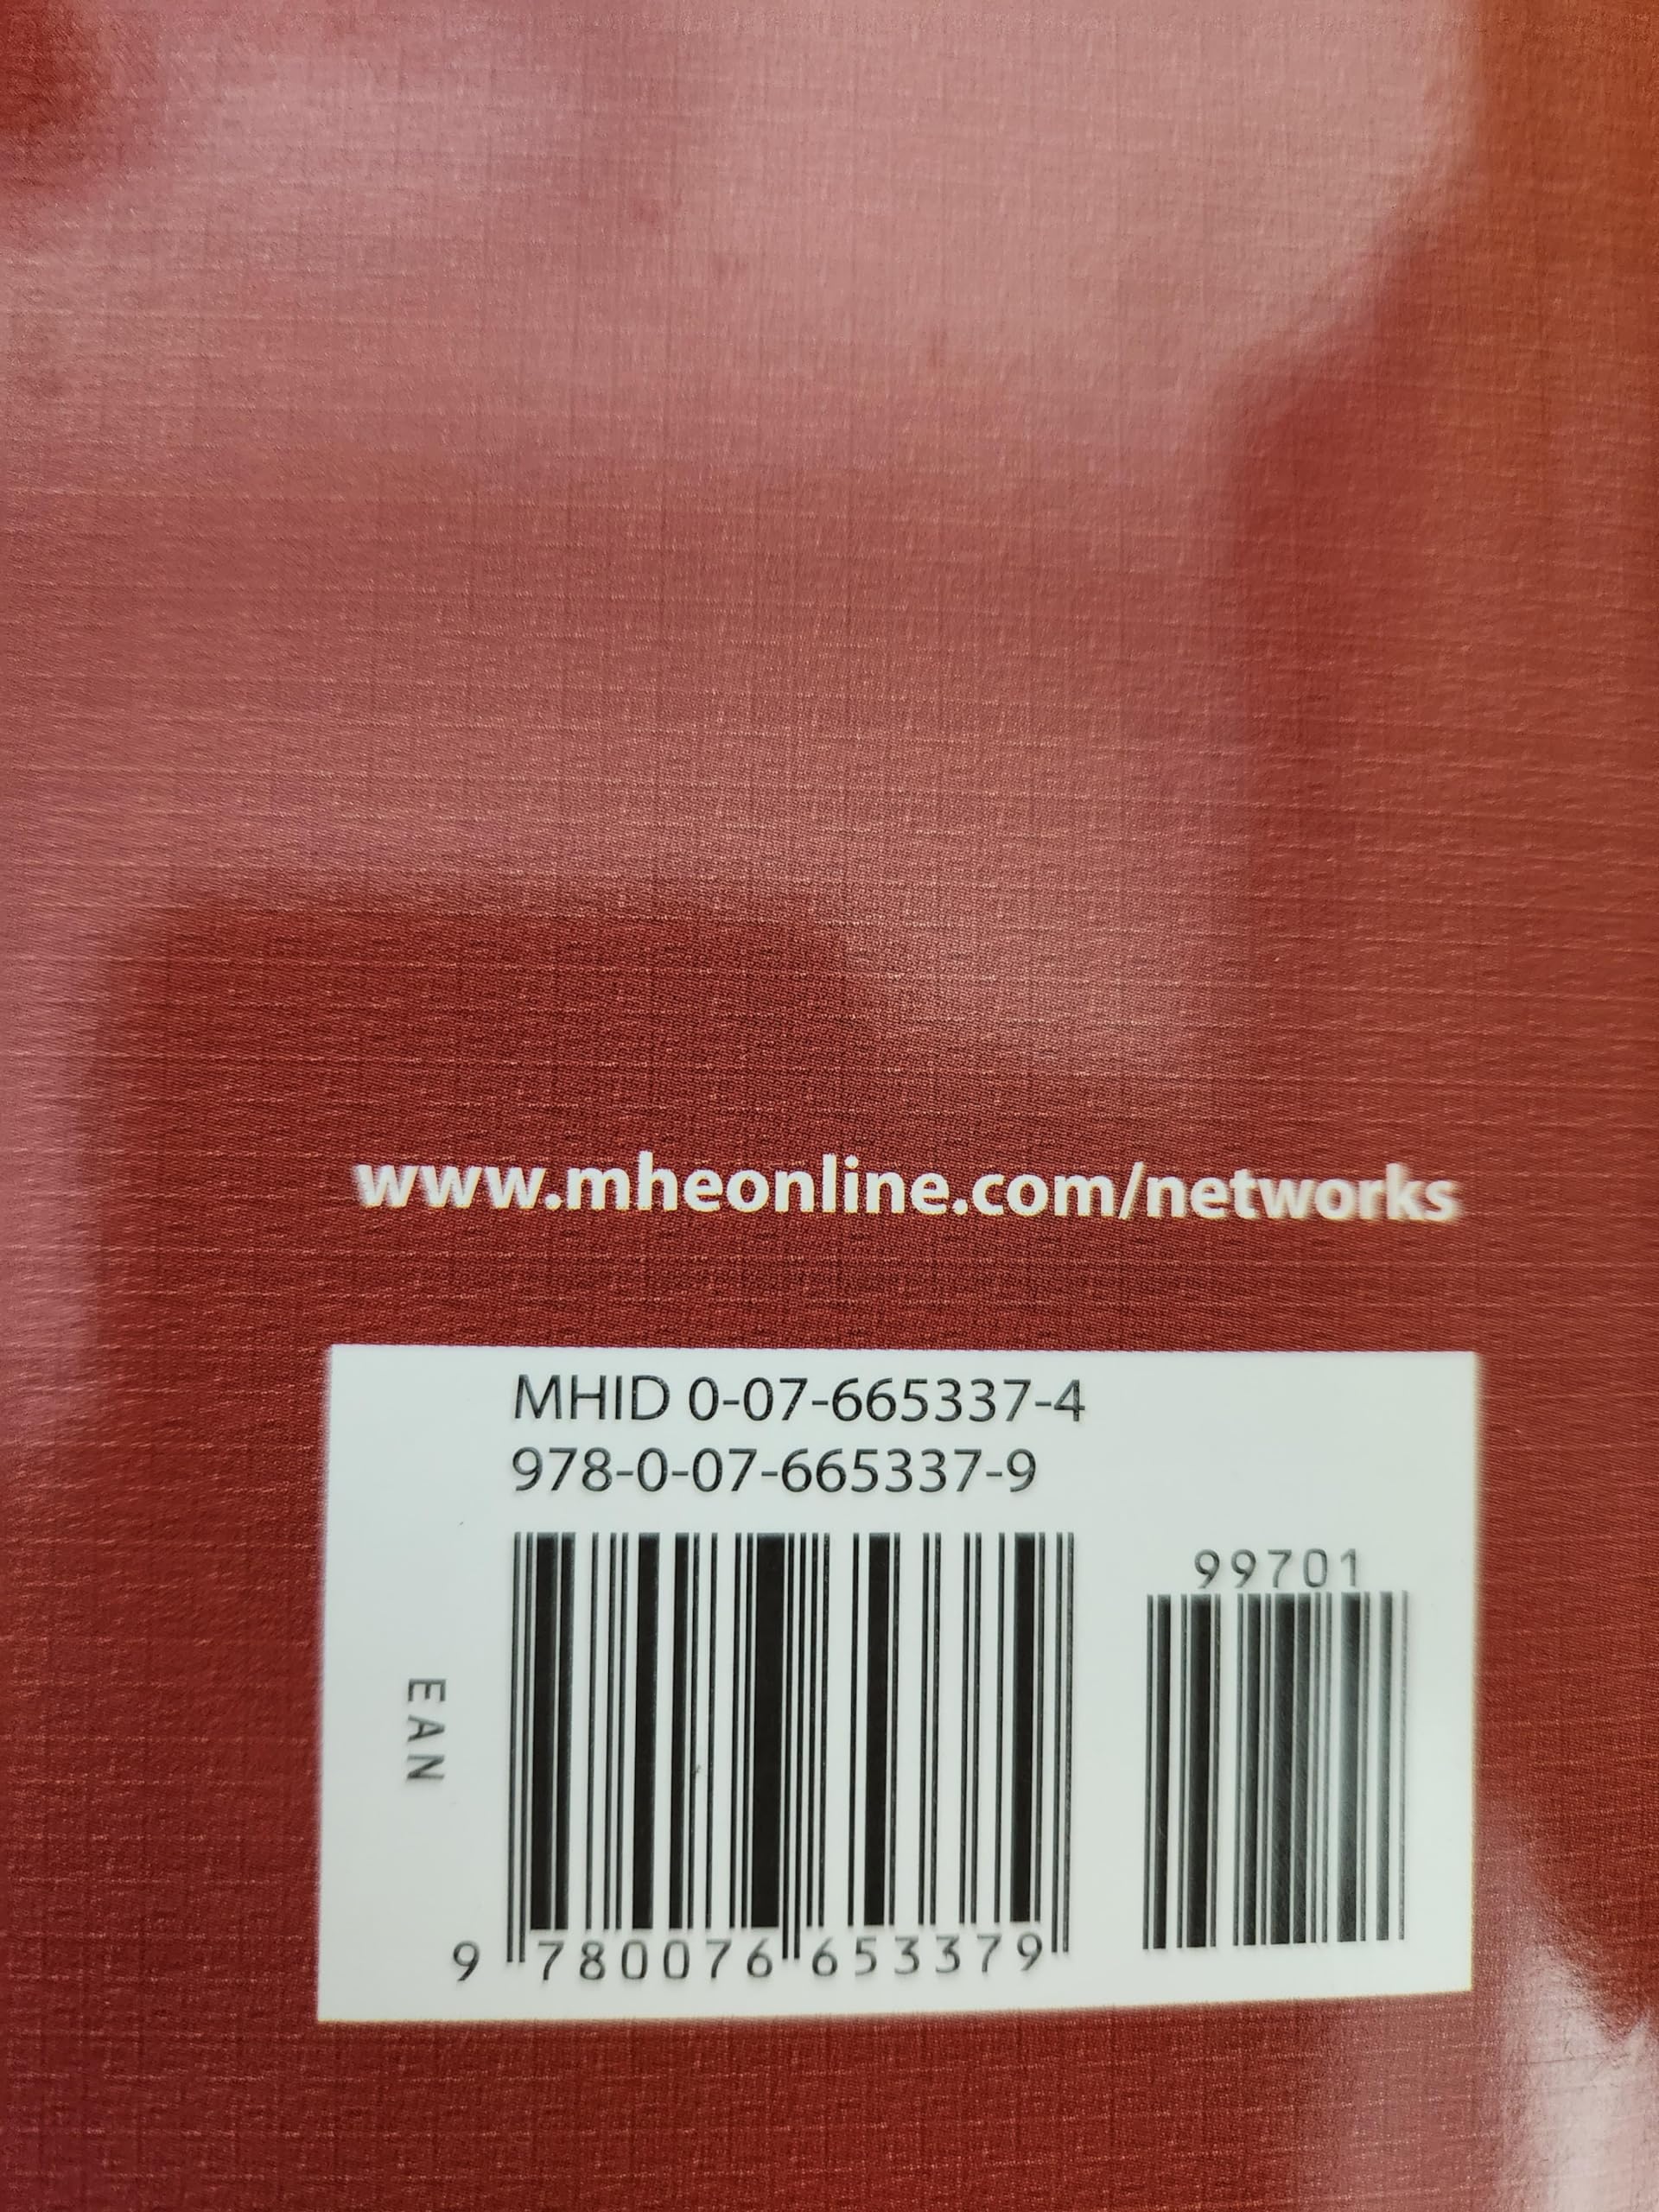 www.mheonline.com/networks
MHID 0-07-665337-4
978-0-07-665337-9
99701
EAN
9 780076 653379